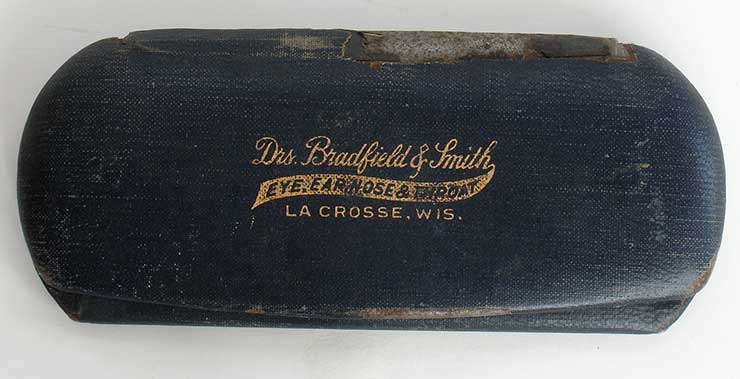 Drs. Bradfield & Smith
EYE, EAR, NOSE & THROAT
LA CROSSE, WIS.